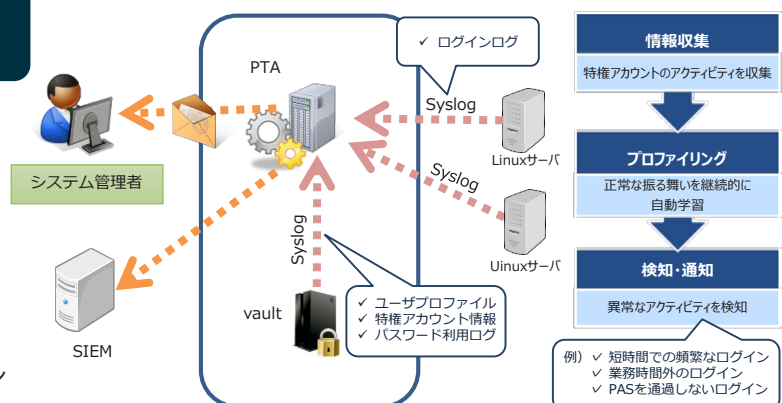 PTA
✓ ログインログ
Syslog
Linuxサーバ
Syslog
Uinuxサーバ
システム管理者
SIEM
Syslog
vault
✓ ユーザプロファイル
✓ 特権アカウント情報
✓ パスワード利用ログ
情報収集
特権アカウントのアクティビティを収集
プロファイリング
正常な振る舞いを継続的に
自動学習
検知・通知
異常なアクティビティを検知
例）✓ 短時間での頻繁なログイン
✓ 業務時間外のログイン
✓ PASを通過しないログイン